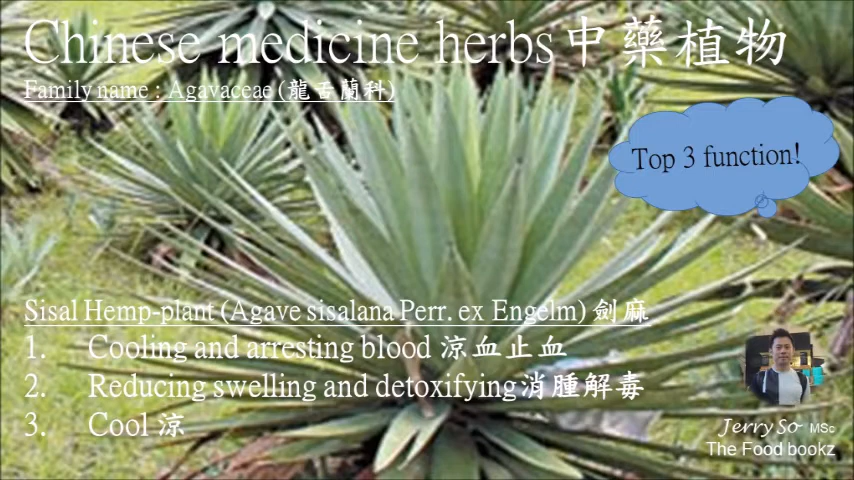 Chinese medicine herbs中藥植物
Family name : Agavaceae (龍舌蘭科)
Top 3 function!
Sisal Hemp-plant (Agave sisalana Perr. ex Engelm) 劍麻
1. Cooling and arresting blood 涼血止血
2. Reducing swelling and detoxifying消腫解毒
3. Cool 涼
Jerry So MSc
The Food bookz